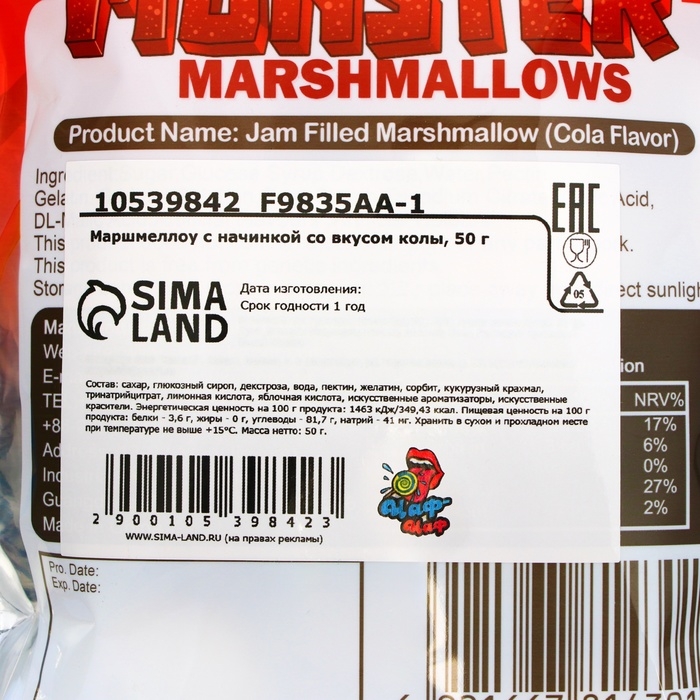 MONSTER
MARSHMALLOWS
Product Name: Jam Filled Marshmallow (Cola Flavor)
Acid,
DL-
This
This
10539842 F9835AA-1
EAC
Маршмеллоу с начинкой со вкусом колы, 50 г
05
SIMA LAND
Дата изготовления:
Срок годности 1 год
ect sunligh
Состав: сахар, глюкозный сироп, декстроза, вода, пектин, желатин, сорбит, кукурузный крахмал,
тринатрийцитрат, лимонная кислота, яблочная кислота, искусственные ароматизаторы, искусственные
красители. Энергетическая ценность на 100 г продукта: 1463 кДж/349,43 ккал. Пищевая ценность на 100 г
продукта: белки - 3,6 г, жиры - 0 г, углеводы - 81,7 г, натрий - 41 мг. Хранить в сухом и прохладном месте
при температуре не выше +15°С. Масса нетто: 50 г.
NRV%
17%
6%
0%
27%
2%
2 900105 398423
WWW.SIMA-LAND.RU (на правах рекламы)
Цаф-
Цаф
Pro. Date:
Exp. Date: